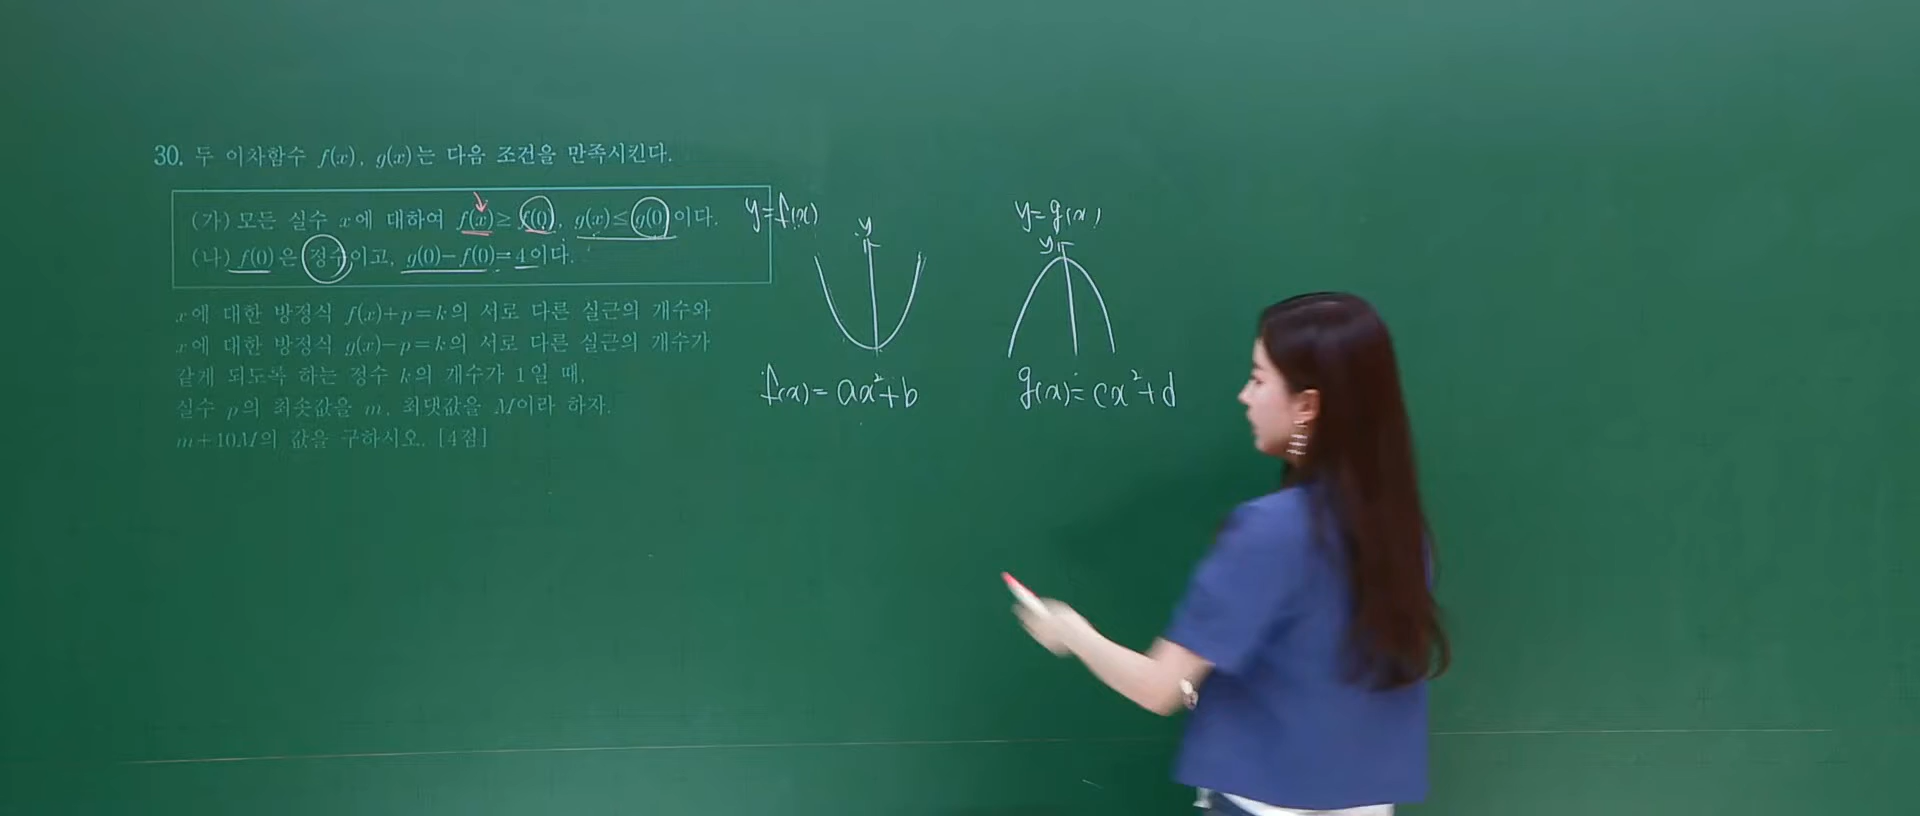 30. 두 이차함수 f(x), g(x)는 다음 조건을 만족시킨다.
(가) 모든 실수 x에 대하여 f(x)≥f(0), g(x)≤g(0)이다.
(나) f(0)은 정수이고, g(0)−f(0)=4이다.
x에 대한 방정식 f(x)+p=k의 서로 다른 실근의 개수와
x에 대한 방정식 g(x)−p=k의 서로 다른 실근의 개수가
같게 되도록 하는 정수 k의 개수가 1일 때,
실수 p의 최솟값을 m, 최댓값을 M이라 하자.
m+10M의 값을 구하시오. [4점]
y=f(x)
y
f(x)=ax²+b
y=g(x)
y
g(x)=cx²+d